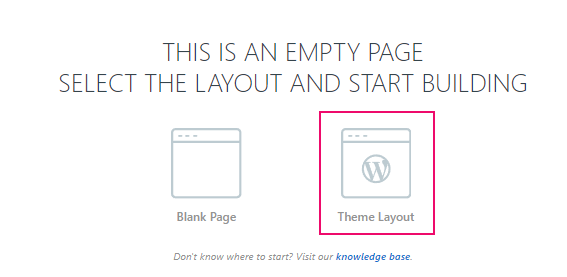 THIS IS AN EMPTY PAGE
SELECT THE LAYOUT AND START BUILDING
Blank Page
Theme Layout
Don't know where to start? Visit our knowledge base.